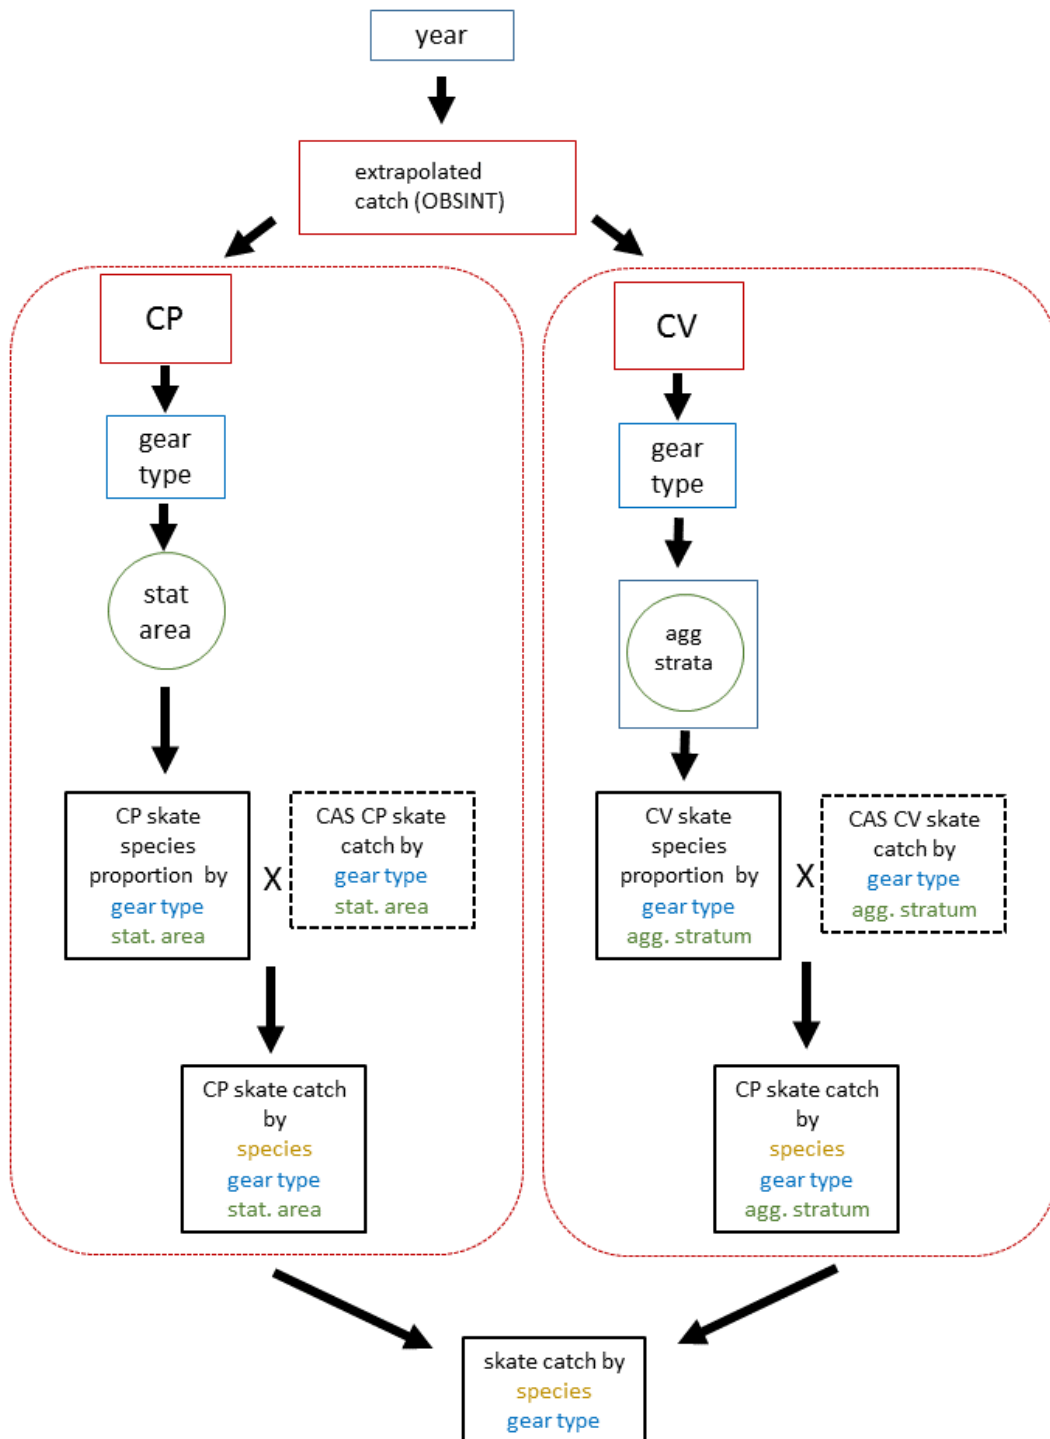 year
extrapolated
catch (OBSINT)
CP
gear
type
stat
area
CP skate
species
proportion by
gear type
stat. area
X
CAS CP skate
catch by
gear type
stat. area
CP skate catch
by
species
gear type
stat. area
CV
gear
type
agg
strata
CV skate
species
proportion by
gear type
agg. stratum
X
CAS CV skate
catch by
gear type
agg. stratum
CP skate catch
by
species
gear type
agg. stratum
skate catch by
species
gear type